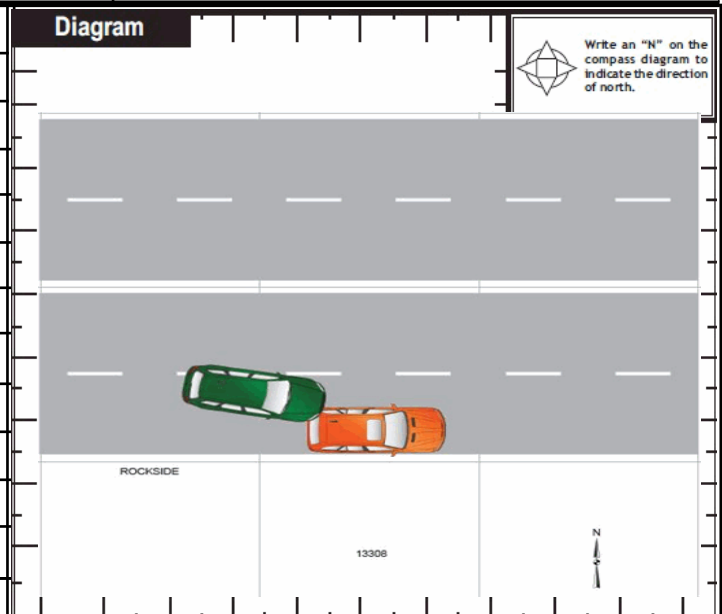 Diagram
Write an “N” on the
compass diagram to
indicate the direction
of north.
ROCKSIDE
N
13308